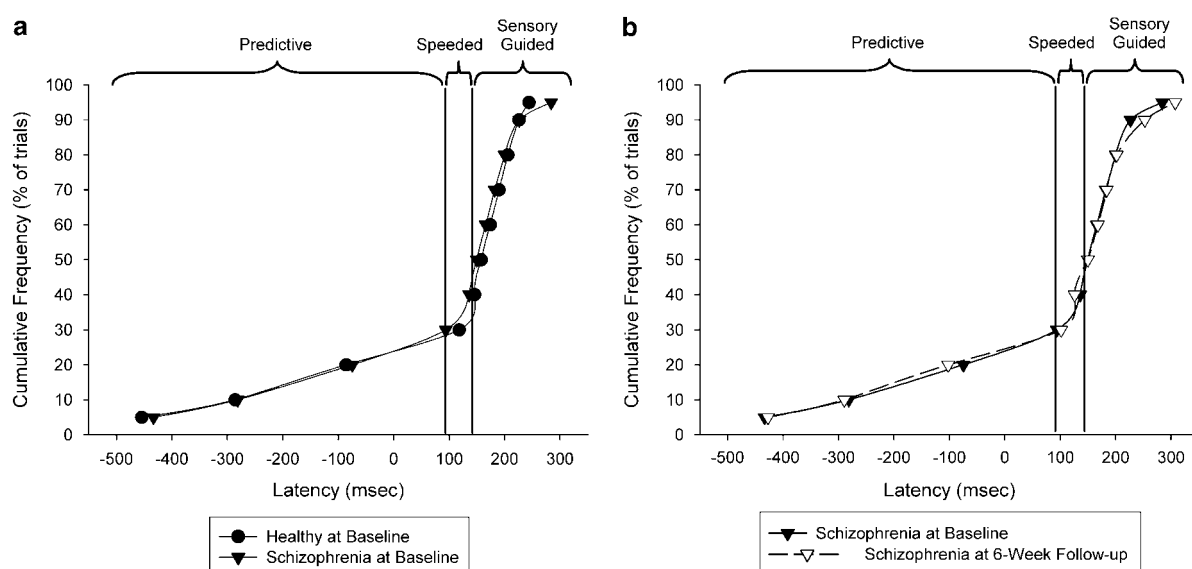 a
Predictive
Speeded
Sensory
Guided
100
90
80
70
60
50
40
30
20
10
0
Cumulative Frequency (% of trials)
-500 -400 -300 -200 -100 0 100 200 300
Latency (msec)
Healthy at Baseline
Schizophrenia at Baseline
b
Predictive
Speeded
Sensory
Guided
100
90
80
70
60
50
40
30
20
10
0
Cumulative Frequency (% of trials)
-500 -400 -300 -200 -100 0 100 200 300
Latency (msec)
Schizophrenia at Baseline
Schizophrenia at 6-Week Follow-up